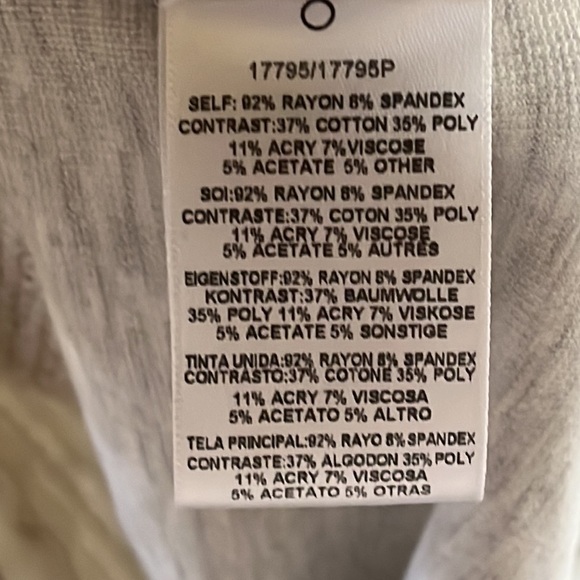 17795/17795P
SELF: 92% RAYON 8% SPANDEX
CONTRAST:37% COTTON 35% POLY
11% ACRY 7%VISCOSE
5% ACETATE 5% OTHER
SOI:92% RAYON 8% SPANDEX
CONTRASTE:37% COTON 35% POLY
11% ACRY 7% VISCOSE
5% ACETATE 5% AUTRES
EIGENSTOFF:92% RAYON 8% SPANDEX
KONTRAST:37% BAUMWOLLE
35% POLY 11% ACRY 7% VISKOSE
5% ACETATE 5% SONSTIGE
TINTA UNIDA:92% RAYON 8% SPANDEX
CONTRASTO:37% COTONE 35% POLY
11% ACRY 7% VISCOSA
5% ACETATO 5% ALTRO
TELA PRINCIPAL:92% RAYO 8% SPANDEX
CONTRASTE:37% ALGODON 35% POLY
11% ACRY 7% VISCOSA
5% ACETATO 5% OTRAS